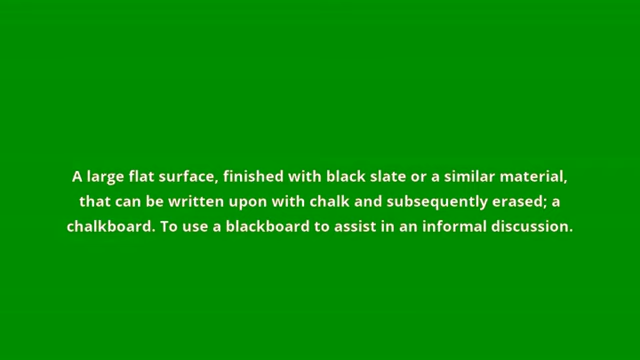 A large flat surface, finished with black slate or a similar material,
that can be written upon with chalk and subsequently erased; a
chalkboard. To use a blackboard to assist in an informal discussion.